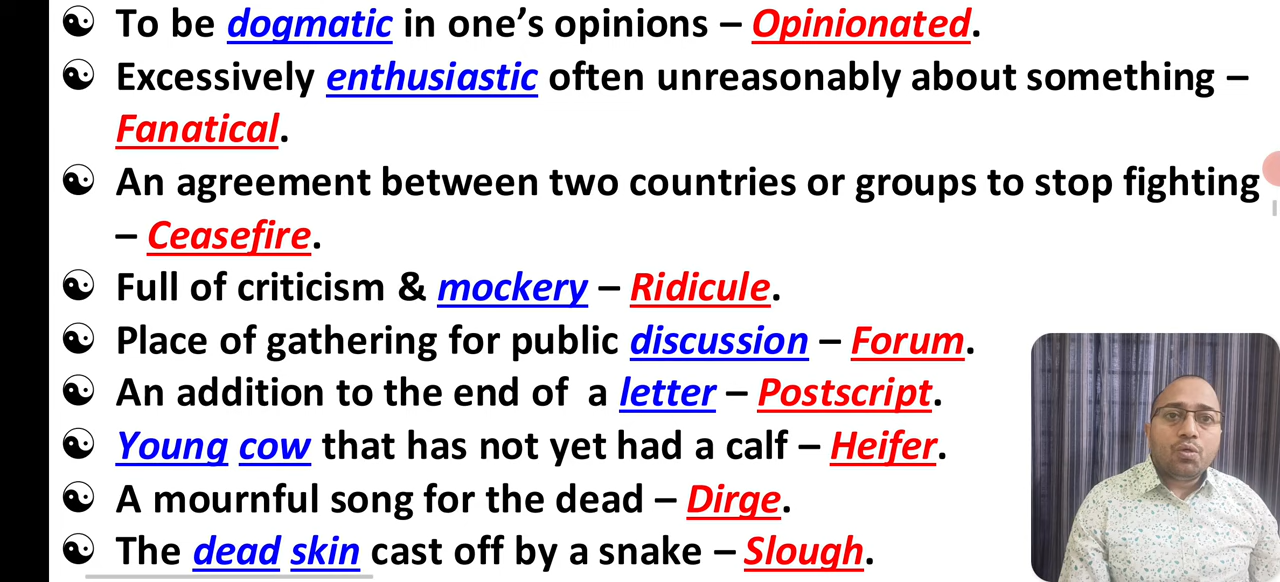 ☯ To be dogmatic in one’s opinions – Opinionated.
☯ Excessively enthusiastic often unreasonably about something –
Fanatical.
☯ An agreement between two countries or groups to stop fighting
– Ceasefire.
☯ Full of criticism & mockery – Ridicule.
☯ Place of gathering for public discussion – Forum.
☯ An addition to the end of  a letter – Postscript.
☯ Young cow that has not yet had a calf – Heifer.
☯ A mournful song for the dead – Dirge.
☯ The dead skin cast off by a snake – Slough.